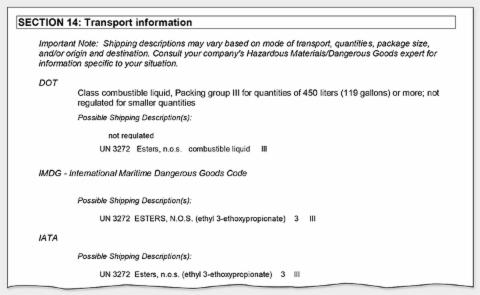 SECTION 14: Transport information
Important Note: Shipping descriptions may vary based on mode of transport, quantities, package size,
and/or origin and destination. Consult your company's Hazardous Materials/Dangerous Goods expert for
information specific to your situation.
DOT
Class combustible liquid, Packing group III for quantities of 450 liters (119 gallons) or more; not
regulated for smaller quantities
Possible Shipping Description(s):
not regulated
UN 3272 Esters, n.o.s. combustible liquid III
IMDG - International Maritime Dangerous Goods Code
Possible Shipping Description(s):
UN 3272 ESTERS, N.O.S. (ethyl 3-ethoxypropionate) 3 III
IATA
Possible Shipping Description(s):
UN 3272 Esters, n.o.s. (ethyl 3-ethoxypropionate) 3 III